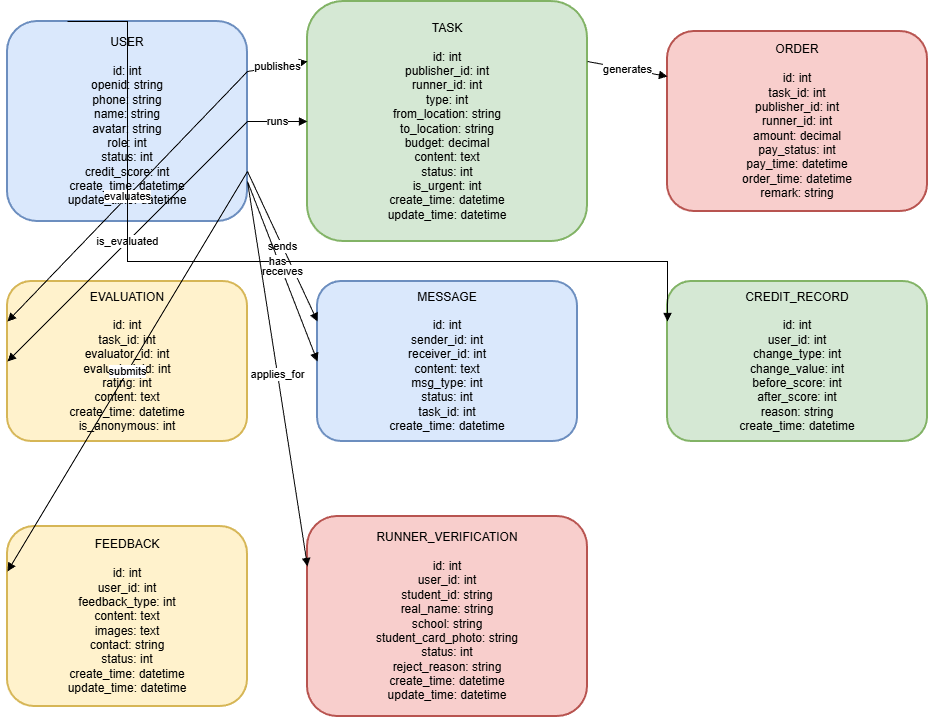 USER
id: int
openid: string
phone: string
name: string
avatar: string
role: int
status: int
credit_score: int
create_time: datetime
update_time: datetime
publishes
runs
evaluates
is_evaluated
TASK
id: int
publisher_id: int
runner_id: int
type: int
from_location: string
to_location: string
budget: decimal
content: text
status: int
is_urgent: int
create_time: datetime
update_time: datetime
generates
ORDER
id: int
task_id: int
publisher_id: int
runner_id: int
amount: decimal
pay_status: int
pay_time: datetime
order_time: datetime
remark: string
sends
has
receives
EVALUATION
id: int
task_id: int
evaluator_id: int
submits
rating: int
content: text
create_time: datetime
is_anonymous: int
MESSAGE
id: int
sender_id: int
receiver_id: int
content: text
msg_type: int
status: int
task_id: int
create_time: datetime
CREDIT_RECORD
id: int
user_id: int
change_type: int
change_value: int
before_score: int
after_score: int
reason: string
create_time: datetime
applies_for
FEEDBACK
id: int
user_id: int
feedback_type: int
content: text
images: text
contact: string
status: int
create_time: datetime
update_time: datetime
RUNNER_VERIFICATION
id: int
user_id: int
student_id: string
real_name: string
school: string
student_card_photo: string
status: int
reject_reason: string
create_time: datetime
update_time: datetime